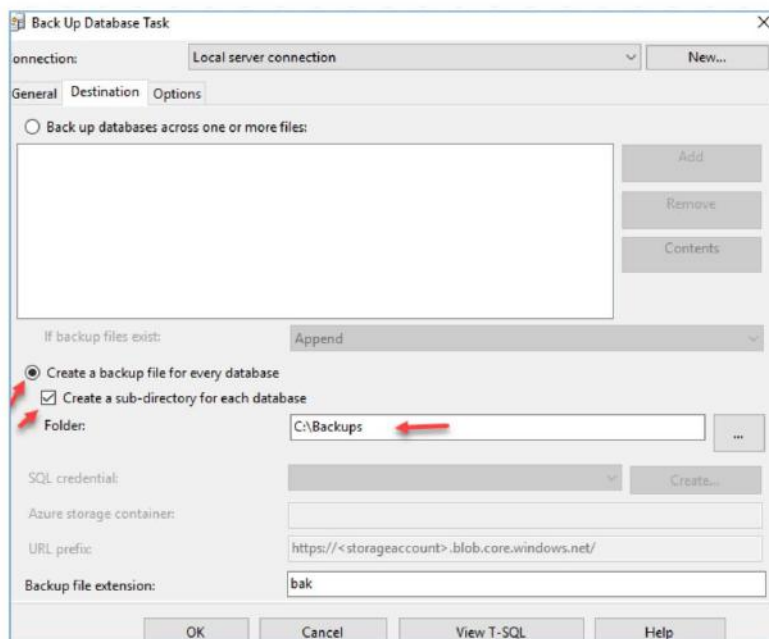 Back Up Database Task
onnection: Local server connection New...
General Destination Options
Back up databases across one or more files:
Add
Remove
Contents
If backup files exist: Append
Create a backup file for every database
Create a sub-directory for each database
Folder: C:\Backups ...
SQL credential: Create...
Azure storage container:
URL prefix: https://<storageaccount>.blob.core.windows.net/
Backup file extension: bak
OK Cancel View T-SQL Help